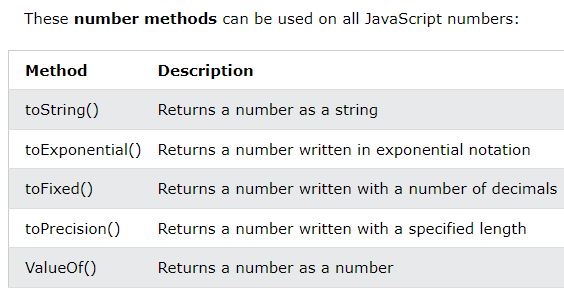 These number methods can be used on all JavaScript numbers:
Method Description
toString() Returns a number as a string
toExponential() Returns a number written in exponential notation
toFixed() Returns a number written with a number of decimals
toPrecision() Returns a number written with a specified length
ValueOf() Returns a number as a number